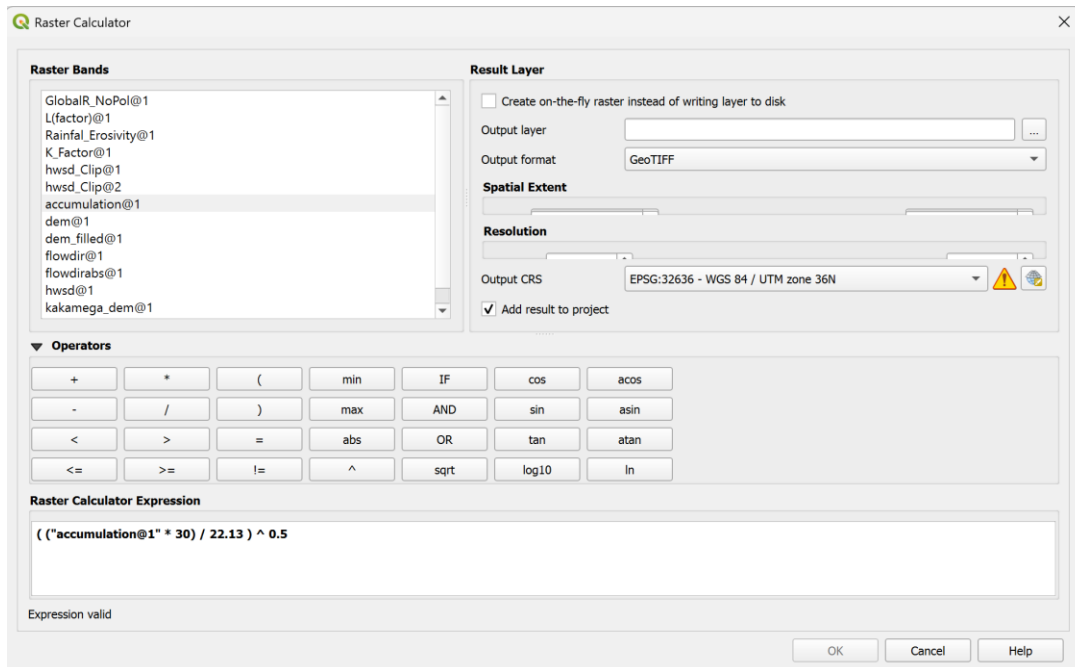 Raster Calculator
Raster Bands
GlobalR_NoPol@1
L(factor)@1
Rainfal_Erosivity@1
K_Factor@1
hwsd_Clip@1
hwsd_Clip@2
accumulation@1
dem@1
dem_filled@1
flowdir@1
flowdirabs@1
hwsd@1
kakamega_dem@1
Result Layer
Create on-the-fly raster instead of writing layer to disk
Output layer ...
Output format GeoTIFF
Spatial Extent
Resolution
Output CRS EPSG:32636 - WGS 84 / UTM zone 36N
Add result to project
Operators
+ * ( min IF cos acos
- / ) max AND sin asin
< > = abs OR tan atan
<= >= != ^ sqrt log10 ln
Raster Calculator Expression
( ("accumulation@1" * 30) / 22.13 ) ^ 0.5
Expression valid
OK Cancel Help